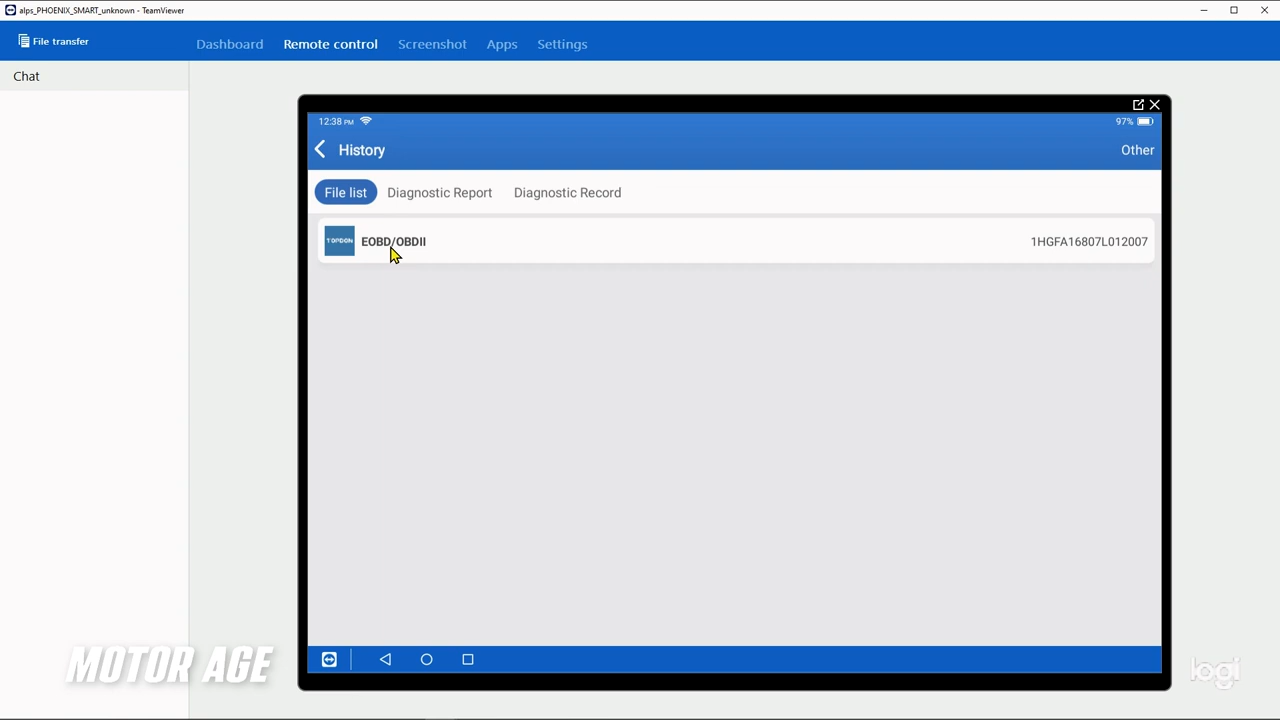 alps_PHOENIX_SMART_unknown - TeamViewer
File transfer
Dashboard
Remote control
Screenshot
Apps
Settings
Chat
12:38 PM
97%
History
Other
File list
Diagnostic Report
Diagnostic Record
TOPDON
EOBD/OBDII
1HGFA16807L012007
MOTOR AGE
logi